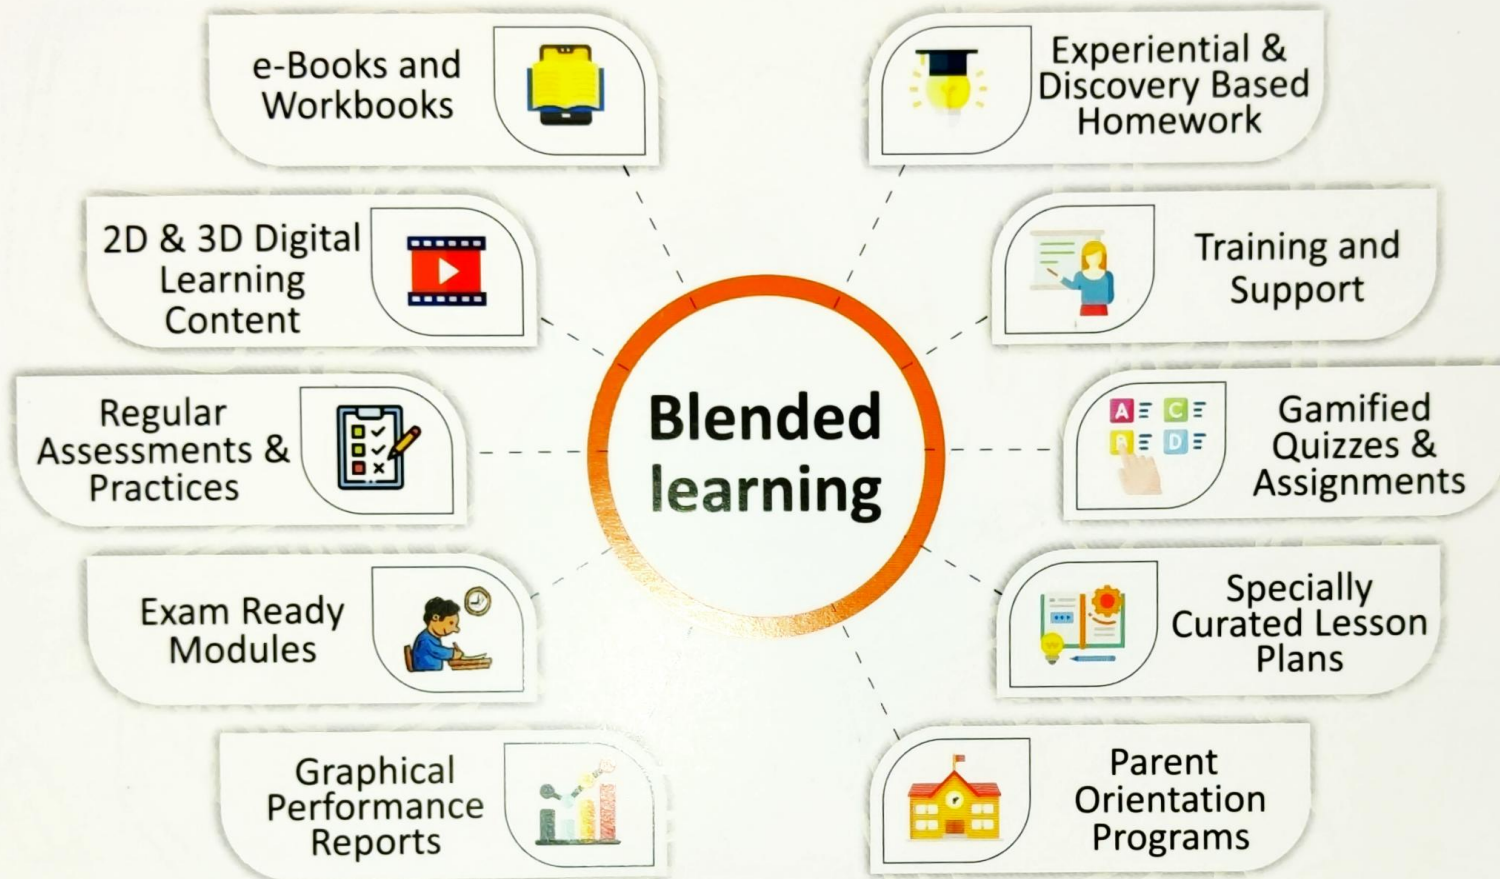 e-Books and
Workbooks
2D & 3D Digital
Learning
Content
Regular
Assessments &
Practices
Exam Ready
Modules
Graphical
Performance
Reports
Blended
learning
Experiential &
Discovery Based
Homework
Training and
Support
A
C
B
D
Gamified
Quizzes &
Assignments
Specially
Curated Lesson
Plans
Parent
Orientation
Programs